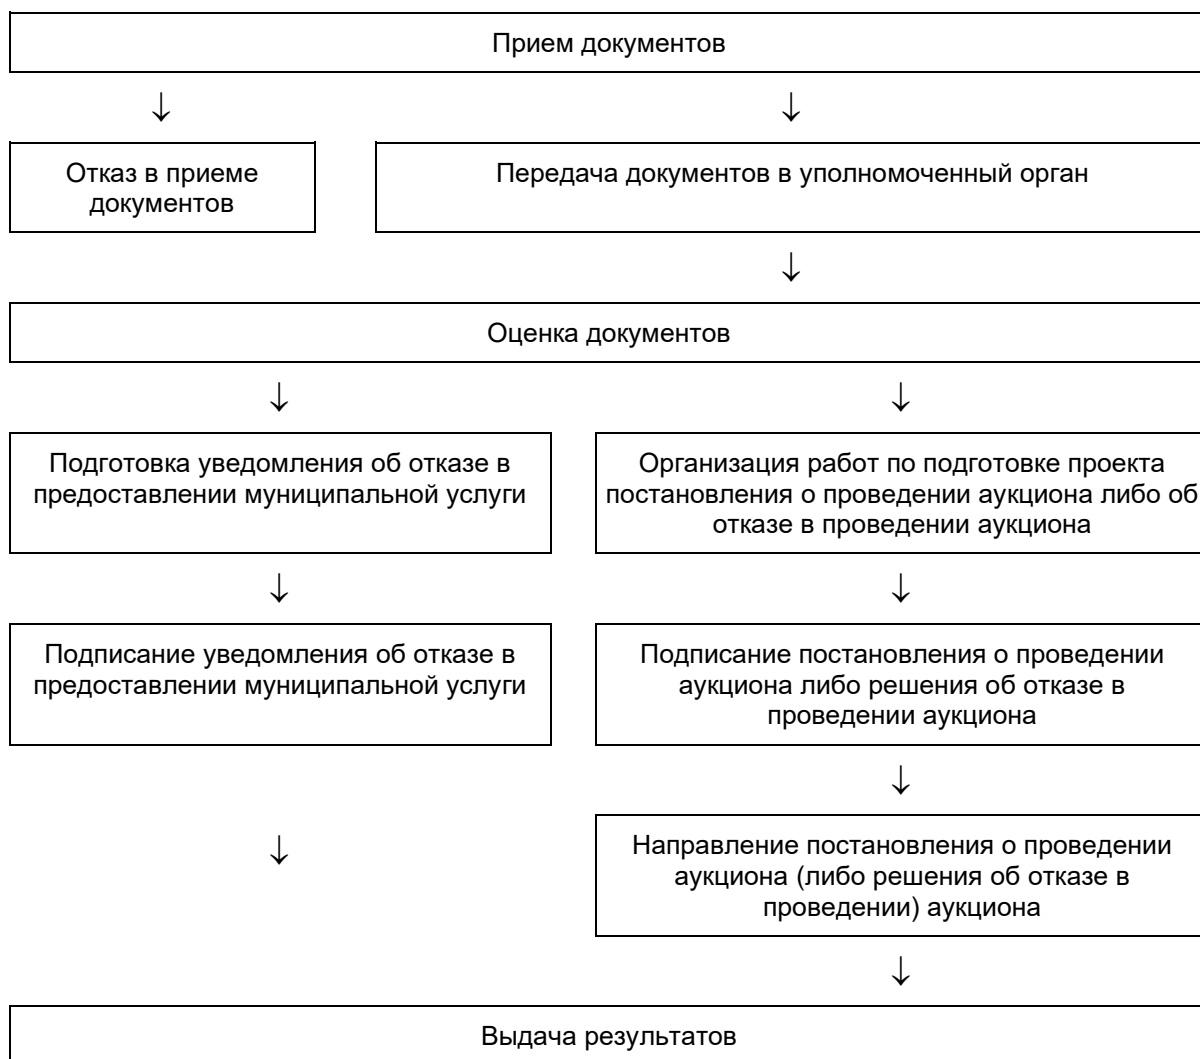 Прием документов
↓
↓
Отказ в приеме
документов
Передача документов в уполномоченный орган
↓
Оценка документов
↓
↓
Подготовка уведомления об отказе в
предоставлении муниципальной услуги
Организация работ по подготовке проекта
постановления о проведении аукциона либо об
отказе в проведении аукциона
↓
↓
Подписание уведомления об отказе в
предоставлении муниципальной услуги
Подписание постановления о проведении
аукциона либо решения об отказе в
проведении аукциона
↓
↓
Направление постановления о проведении
аукциона (либо решения об отказе в
проведении) аукциона
↓
Выдача результатов